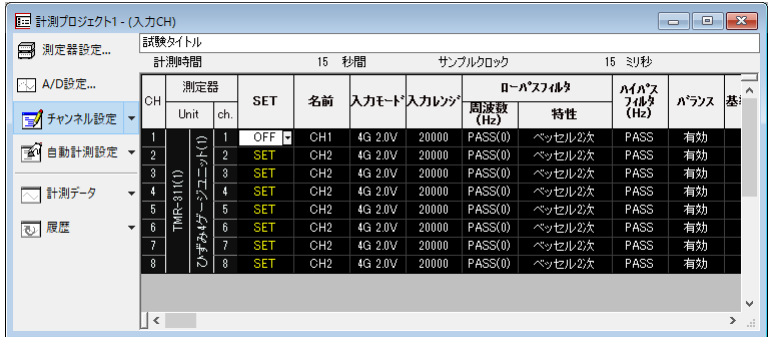 計測プロジェクト1 - (入力CH)
測定器設定...
A/D設定...
チャンネル設定
自動計測設定
計測データ
履歴
試験タイトル
計測時間 15 秒間 サンプルクロック 15 ミリ秒
CH 測定器 SET 名前 入力モード 入力レンジ ローパスフィルタ ハイパスフィルタ (Hz) バランス 基
Unit ch. 周波数 (Hz) 特性
TMR-311(1)
ひずみ4ゲージユニット(1)
1 1 OFF CH1 4G 2.0V 20000 PASS(0) ベッセル2次 PASS 有効
2 2 SET CH2 4G 2.0V 20000 PASS(0) ベッセル2次 PASS 有効
3 3 SET CH2 4G 2.0V 20000 PASS(0) ベッセル2次 PASS 有効
4 4 SET CH2 4G 2.0V 20000 PASS(0) ベッセル2次 PASS 有効
5 5 SET CH2 4G 2.0V 20000 PASS(0) ベッセル2次 PASS 有効
6 6 SET CH2 4G 2.0V 20000 PASS(0) ベッセル2次 PASS 有効
7 7 SET CH2 4G 2.0V 20000 PASS(0) ベッセル2次 PASS 有効
8 8 SET CH2 4G 2.0V 20000 PASS(0) ベッセル2次 PASS 有効